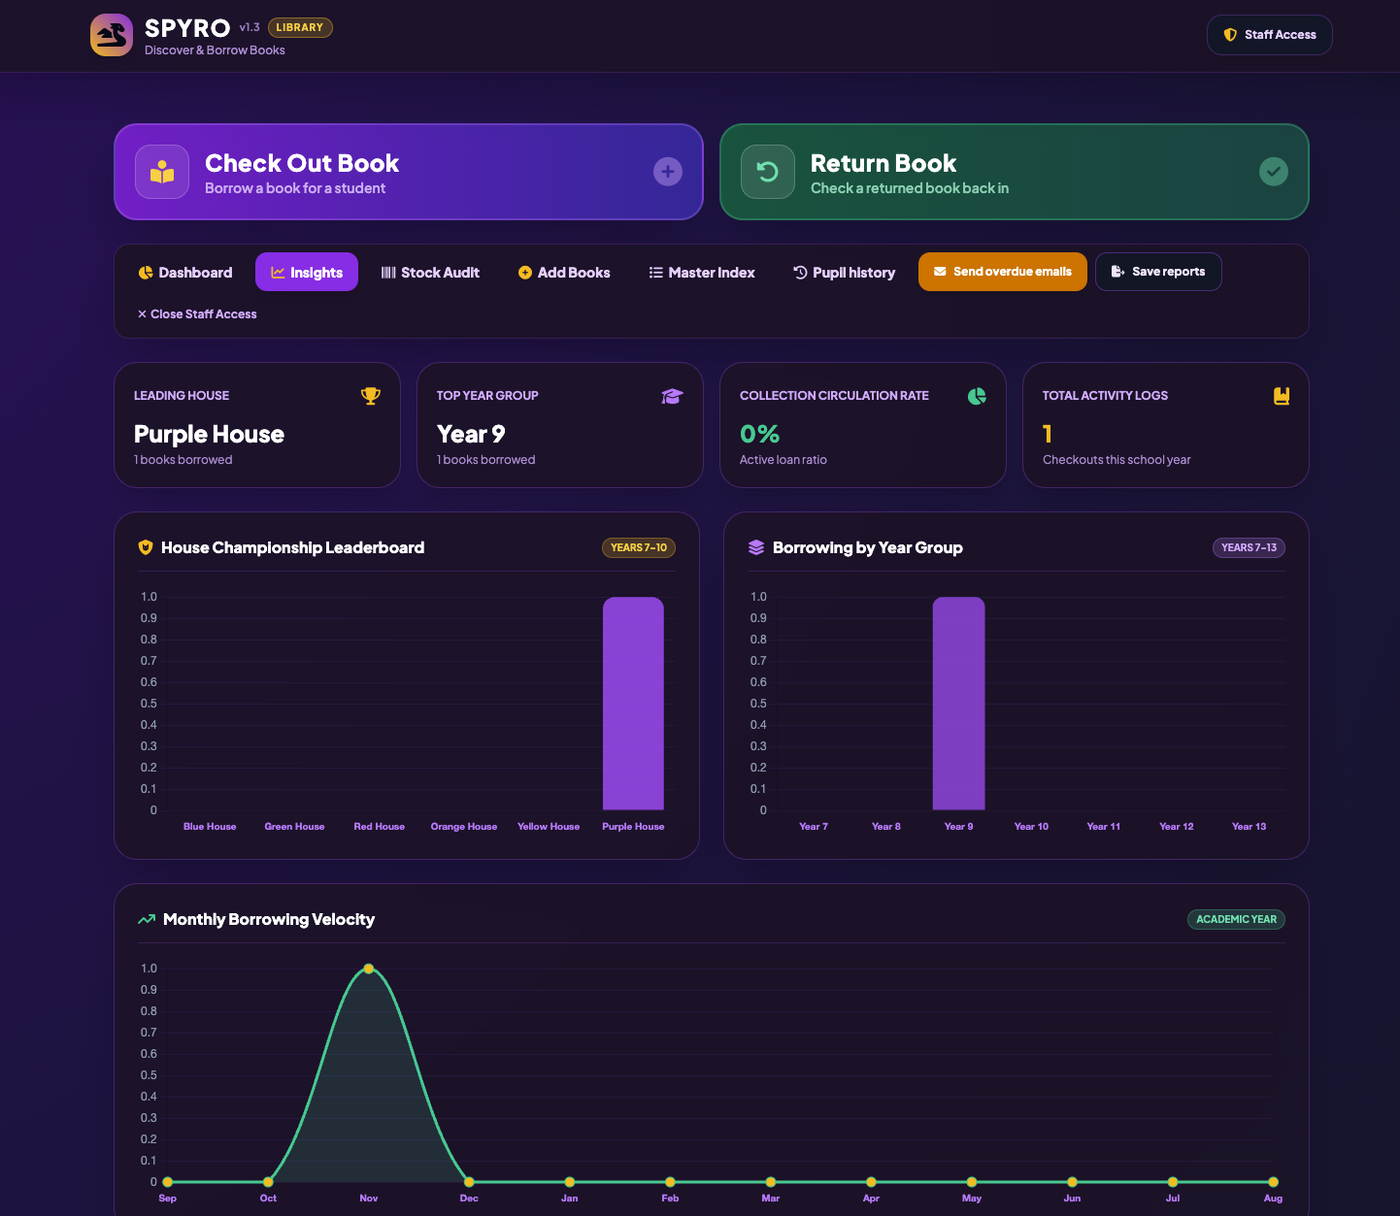 SPYRO v1.3 LIBRARY
Discover & Borrow Books
Staff Access
Check Out Book
Borrow a book for a student
Return Book
Check a returned book back in
Dashboard
Insights
Stock Audit
Add Books
Master Index
Pupil history
Send overdue emails
Save reports
× Close Staff Access
LEADING HOUSE
Purple House
1 books borrowed
TOP YEAR GROUP
Year 9
1 books borrowed
COLLECTION CIRCULATION RATE
0%
Active loan ratio
TOTAL ACTIVITY LOGS
1
Checkouts this school year
House Championship Leaderboard
YEARS 7–10
1.0
0.9
0.8
0.7
0.6
0.5
0.4
0.3
0.2
0.1
0
Blue House Green House Red House Orange House Yellow House Purple House
Borrowing by Year Group
YEARS 7–13
1.0
0.9
0.8
0.7
0.6
0.5
0.4
0.3
0.2
0.1
0
Year 7 Year 8 Year 9 Year 10 Year 11 Year 12 Year 13
Monthly Borrowing Velocity
ACADEMIC YEAR
1.0
0.9
0.8
0.7
0.6
0.5
0.4
0.3
0.2
0.1
0
Sep Oct Nov Dec Jan Feb Mar Apr May Jun Jul Aug